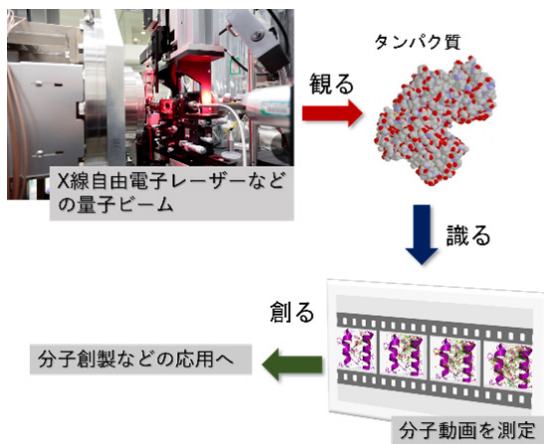 タンパク質
観る
X線自由電子レーザーなど
の量子ビーム
識る
創る
分子創製などの応用へ
分子動画を測定